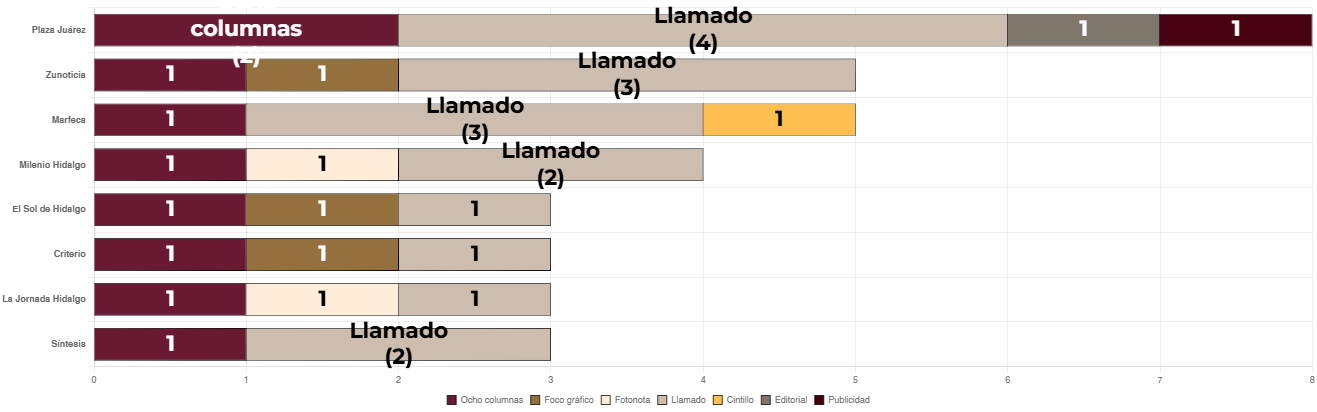 Plaza Juárez
columnas
(2)
Llamado
(4)
1
1
Zunoticia
1
1
Llamado
(3)
Marfeca
1
Llamado
(3)
1
Milenio Hidalgo
1
1
Llamado
(2)
El Sol de Hidalgo
1
1
1
Criterio
1
1
1
La Jornada Hidalgo
1
1
1
Síntesis
1
Llamado
(2)
0 1 2 3 4 5 6 7 8
Ocho columnas Foco gráfico Fotonota Llamado Cintillo Editorial Publicidad